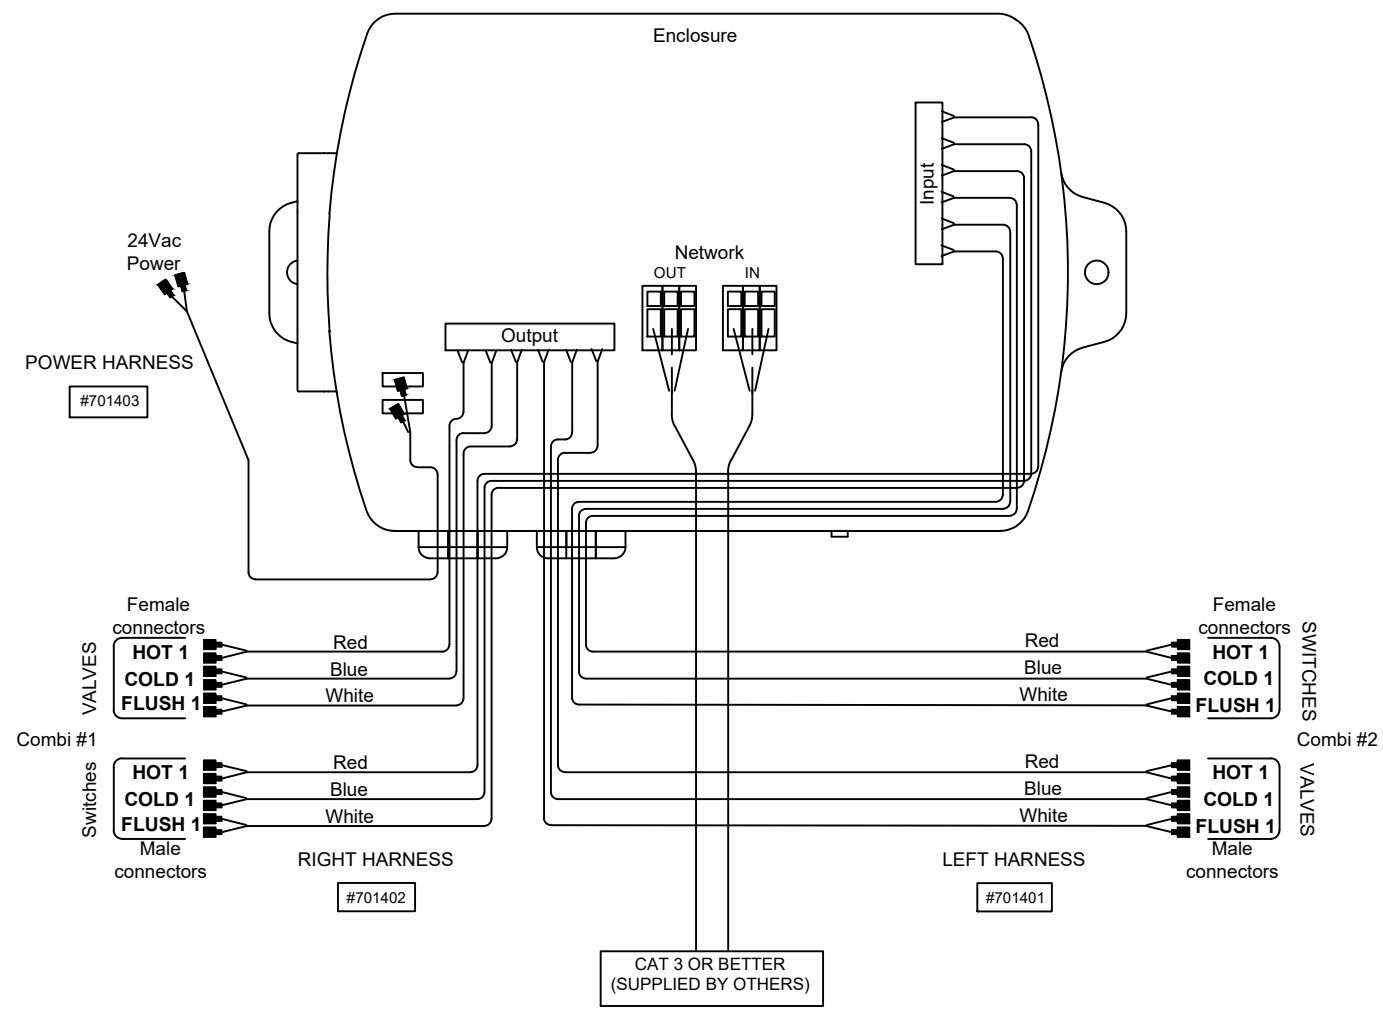 Enclosure
Input
24Vac
Power
Network
OUT
IN
Output
POWER HARNESS
#701403
Female
connectors
VALVES
HOT 1
COLD 1
FLUSH 1
Red
Blue
White
Combi #1
Switches
HOT 1
COLD 1
FLUSH 1
Red
Blue
White
Male
connectors
RIGHT HARNESS
#701402
Female
connectors
SWITCHES
Red
Blue
White
HOT 1
COLD 1
FLUSH 1
Combi #2
Red
Blue
White
HOT 1
COLD 1
FLUSH 1
VALVES
Male
connectors
LEFT HARNESS
#701401
CAT 3 OR BETTER
(SUPPLIED BY OTHERS)